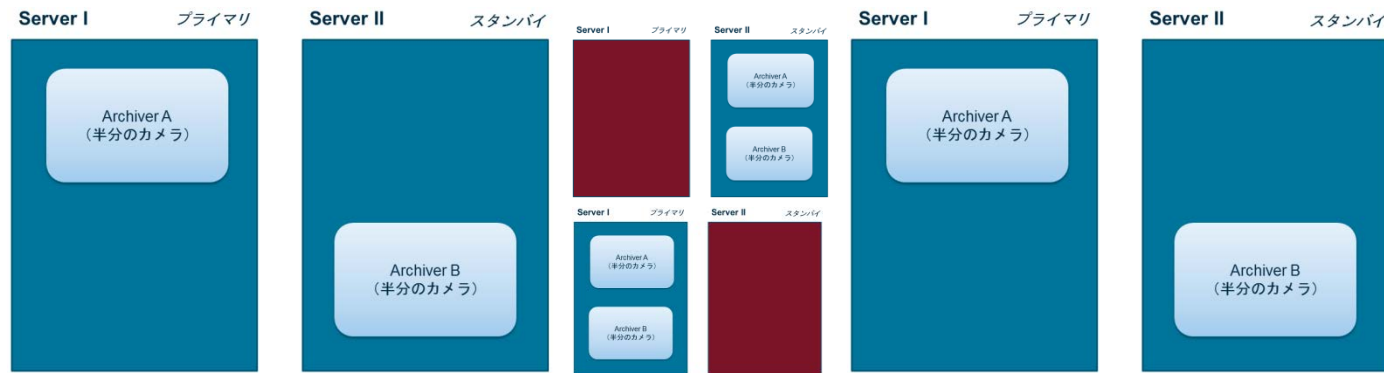 Server I
プライマリ
Archiver A
（半分のカメラ）
Server II
スタンバイ
Archiver B
（半分のカメラ）
Server I
プライマリ
Server II
スタンバイ
Archiver A
（半分のカメラ）
Archiver B
（半分のカメラ）
Server I
プライマリ
Archiver A
（半分のカメラ）
Archiver B
（半分のカメラ）
Server II
スタンバイ
Server I
プライマリ
Archiver A
（半分のカメラ）
Server II
スタンバイ
Archiver B
（半分のカメラ）